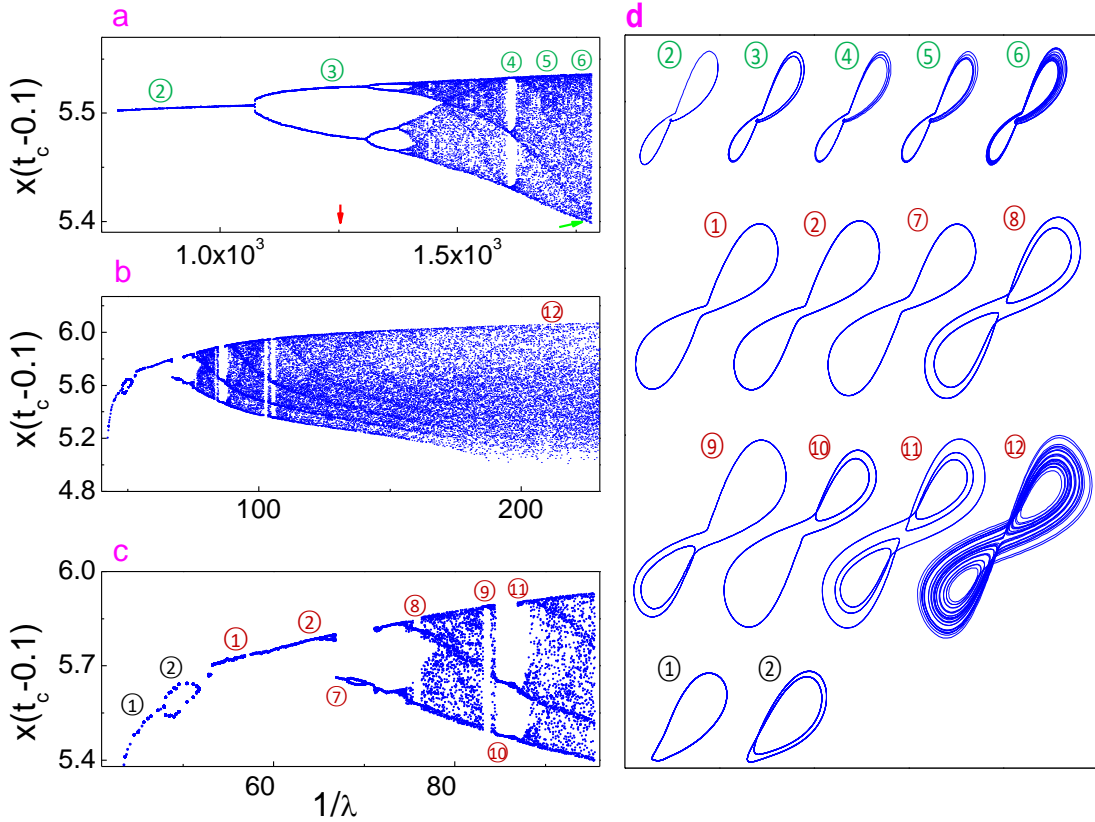 a
x(t_c-0.1)
5.5
5.4
② ③ ④ ⑤ ⑥
1.0x10³ 1.5x10³
b
x(t_c-0.1)
6.0
5.6
5.2
4.8
⑫
100 200
c
x(t_c-0.1)
6.0
5.7
5.4
① ② ① ② ⑦ ⑧ ⑨ ⑩ ⑪
60 80
1/λ
d
② ③ ④ ⑤ ⑥
① ② ⑦ ⑧
⑨ ⑩ ⑪ ⑫
① ②